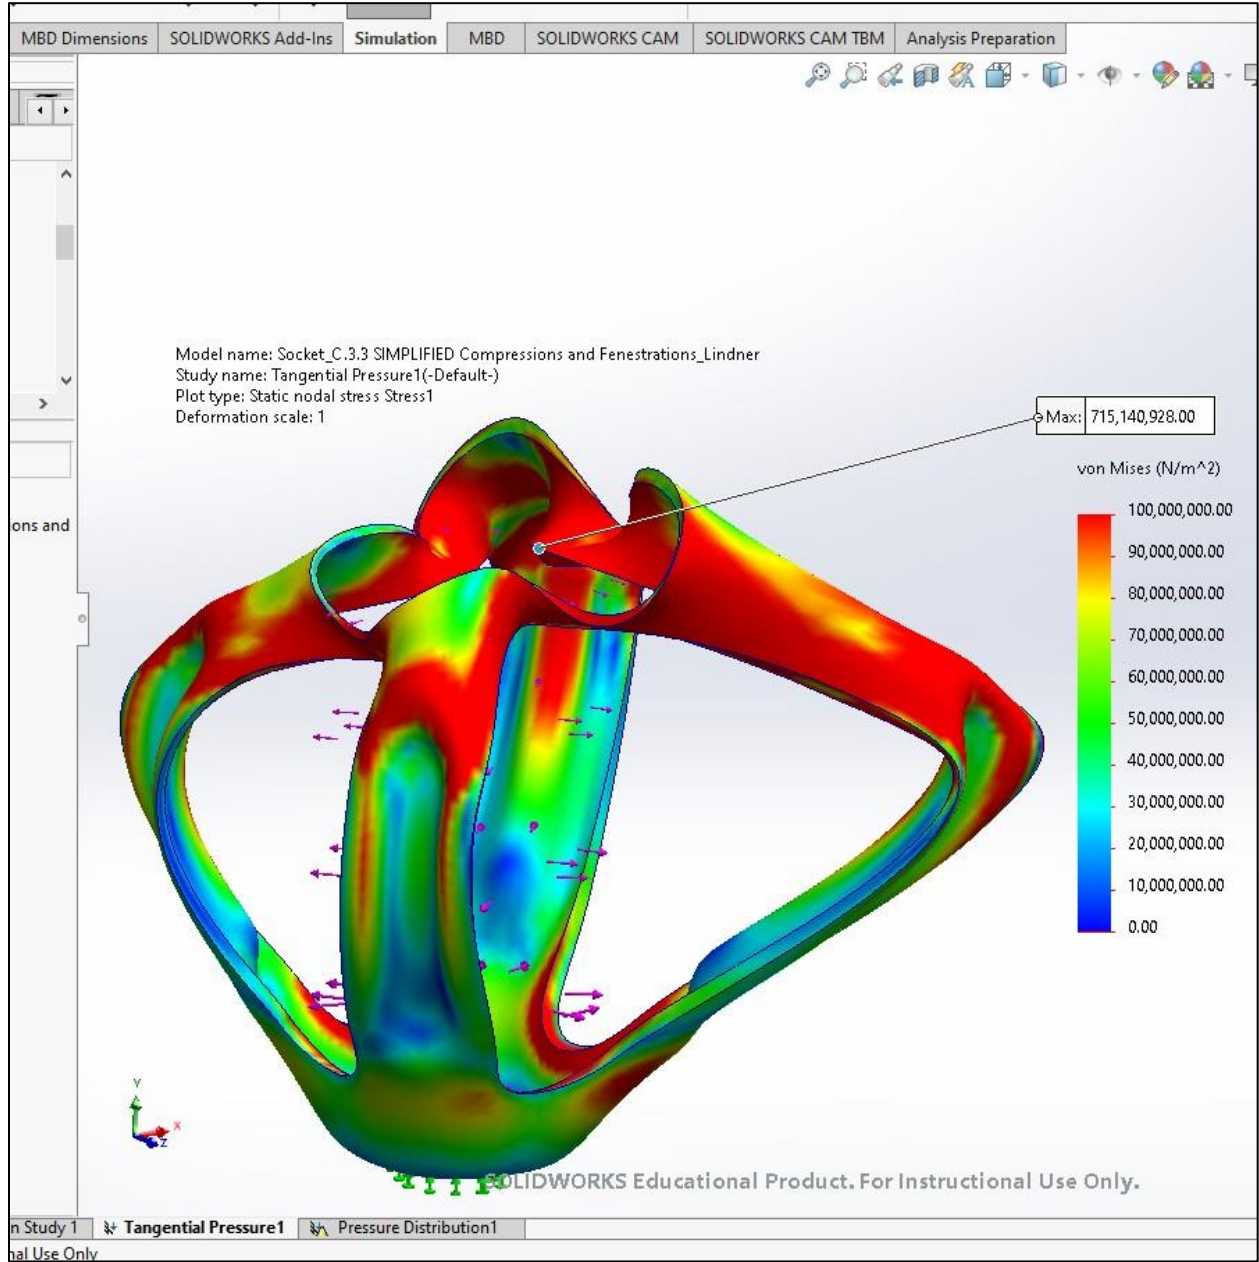 MBD Dimensions SOLIDWORKS Add-Ins Simulation MBD SOLIDWORKS CAM SOLIDWORKS CAM TBM Analysis Preparation
Model name: Socket_C.3.3 SIMPLIFIED Compressions and Fenestrations_Lindner
Study name: Tangential Pressure1(-Default-)
Plot type: Static nodal stress Stress1
Deformation scale: 1
Max: 715,140,928.00
von Mises (N/m^2)
100,000,000.00
90,000,000.00
80,000,000.00
70,000,000.00
60,000,000.00
50,000,000.00
40,000,000.00
30,000,000.00
20,000,000.00
10,000,000.00
0.00
ons and
Y
X
Z
SOLIDWORKS Educational Product. For Instructional Use Only.
n Study 1 Tangential Pressure1 Pressure Distribution1
nal Use Only